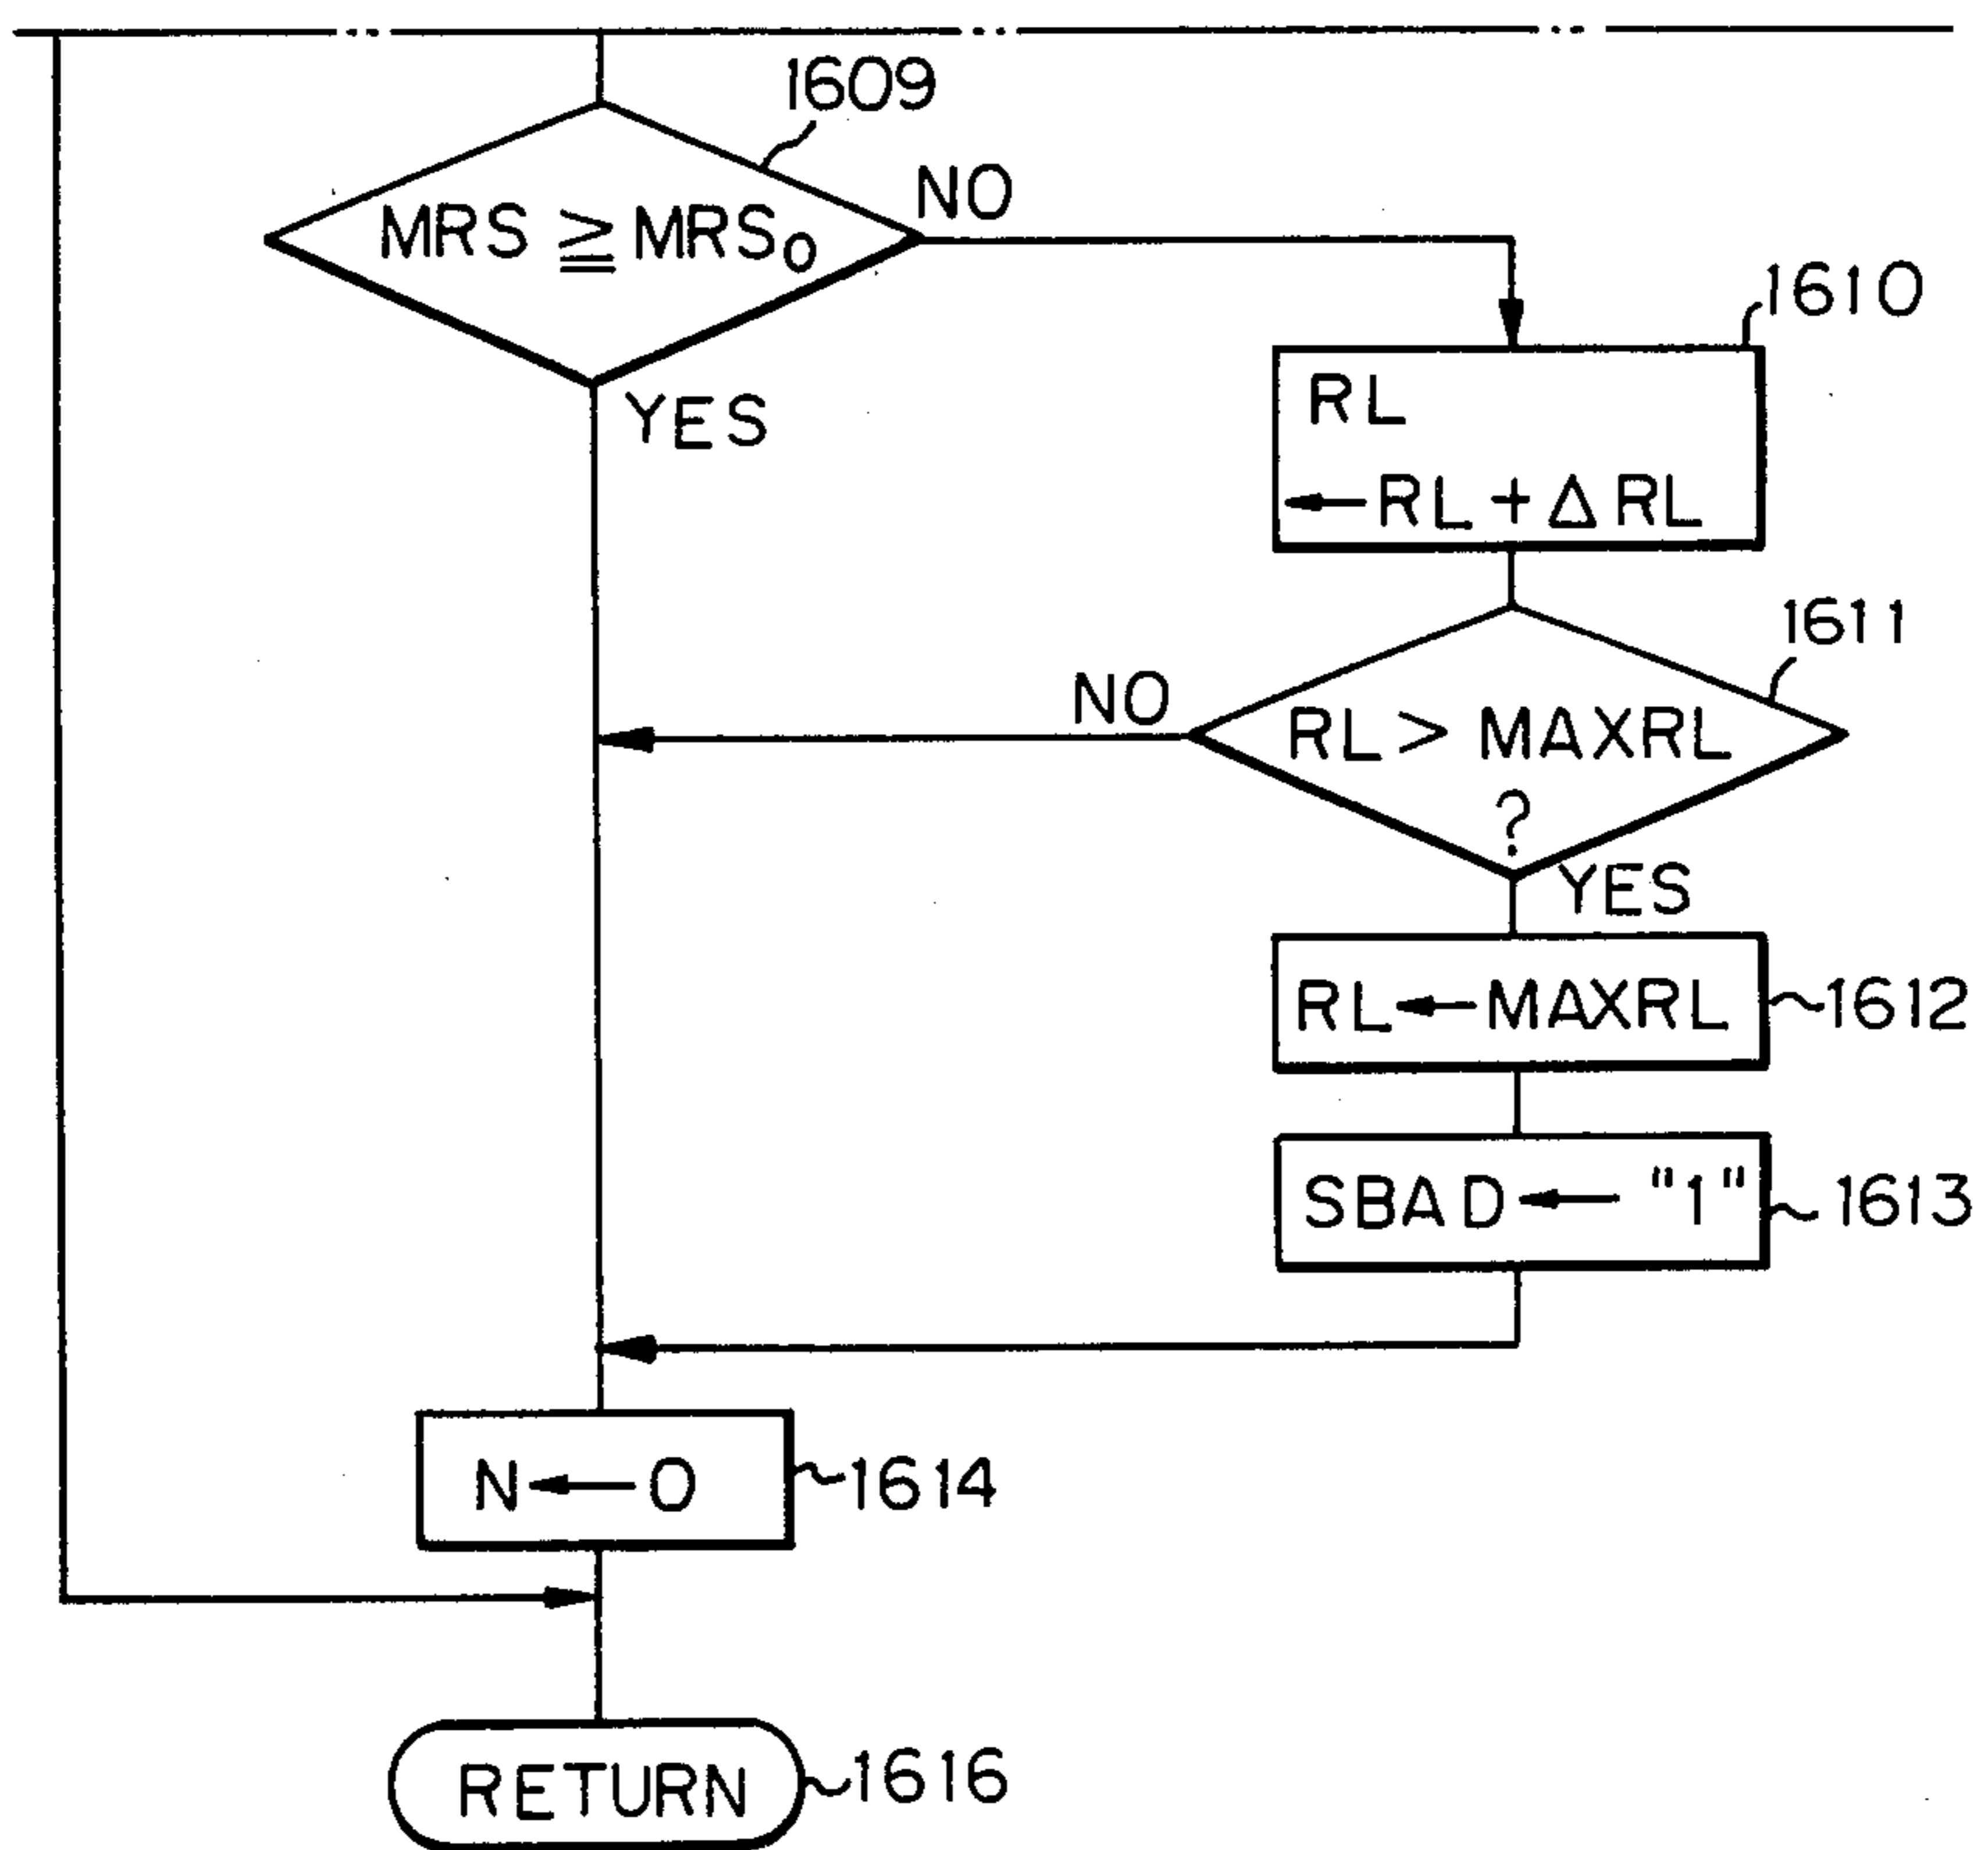 1609
NO
MRS ≧ MRS₀
YES
1610
RL
←RL + Δ RL
1611
NO
RL > MAXRL
?
YES
RL ← MAXRL
1612
SBAD ← "1"
1613
N ← 0
1614
RETURN
1616